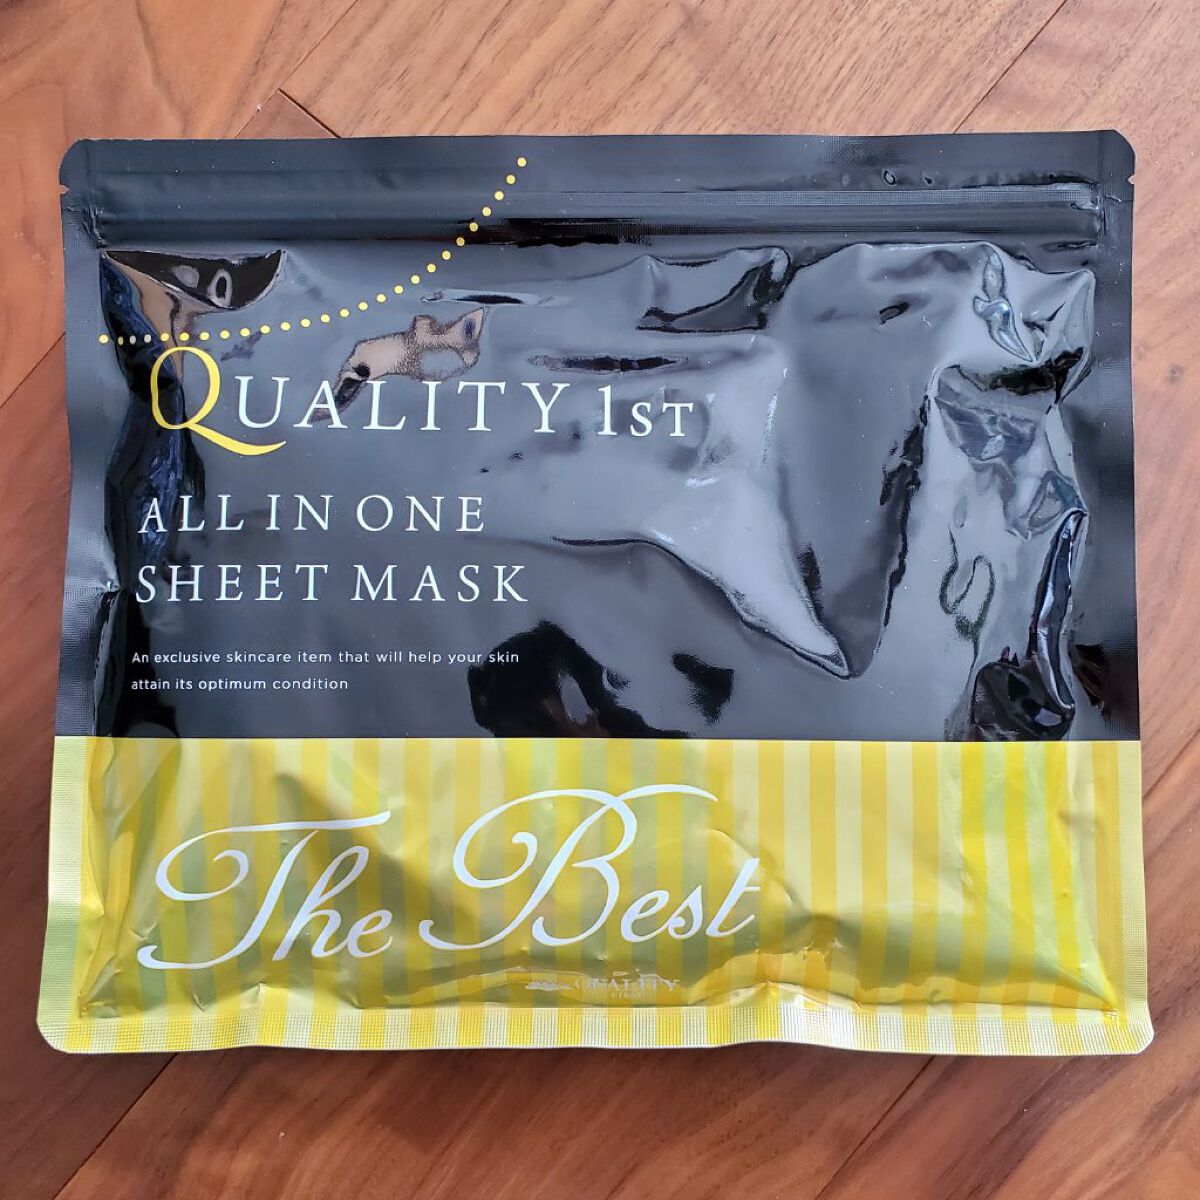 QUALITY 1ST
ALL IN ONE
SHEET MASK
An exclusive skincare item that will help your skin
attain its optimum condition
The Best
QUALITY